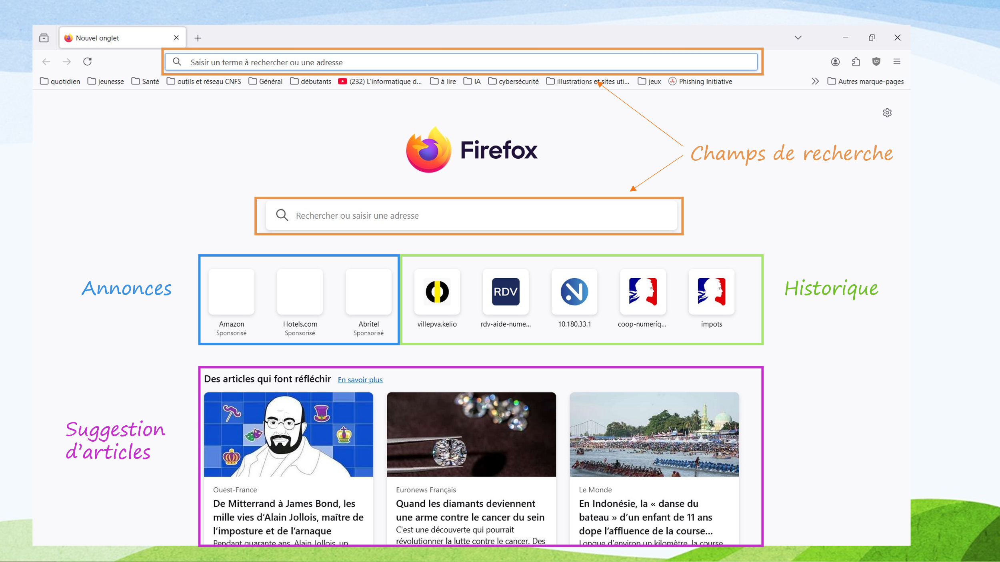 Nouvel onglet
Saisir un terme à rechercher ou une adresse
quotidien jeunesse Santé outils et réseau CNFS Général débutants (232) L'informatique d... à lire IA cybersécurité illustrations et sites uti... jeux Phishing Initiative Autres marque-pages
Firefox
Champs de recherche
Rechercher ou saisir une adresse
Annonces
RDV
Historique
Amazon Hotels.com Abritel villepva.kelio rdv-aide-nume... 10.180.33.1 coop-numeriq... impots
Sponsorisé Sponsorisé Sponsorisé
Des articles qui font réfléchir En savoir plus
Suggestion
d'articles
Ouest-France
De Mitterrand à James Bond, les
mille vies d'Alain Jollois, maître de
l'imposture et de l'arnaque
Pendant quarante ans, Alain Jollois, un
Euronews Français
Quand les diamants deviennent
une arme contre le cancer du sein
C'est une découverte qui pourrait
révolutionner la lutte contre le cancer. Des
Le Monde
En Indonésie, la « danse du
bateau » d'un enfant de 11 ans
dope l'affluence de la course...
Longue d'environ un kilomètre, la course